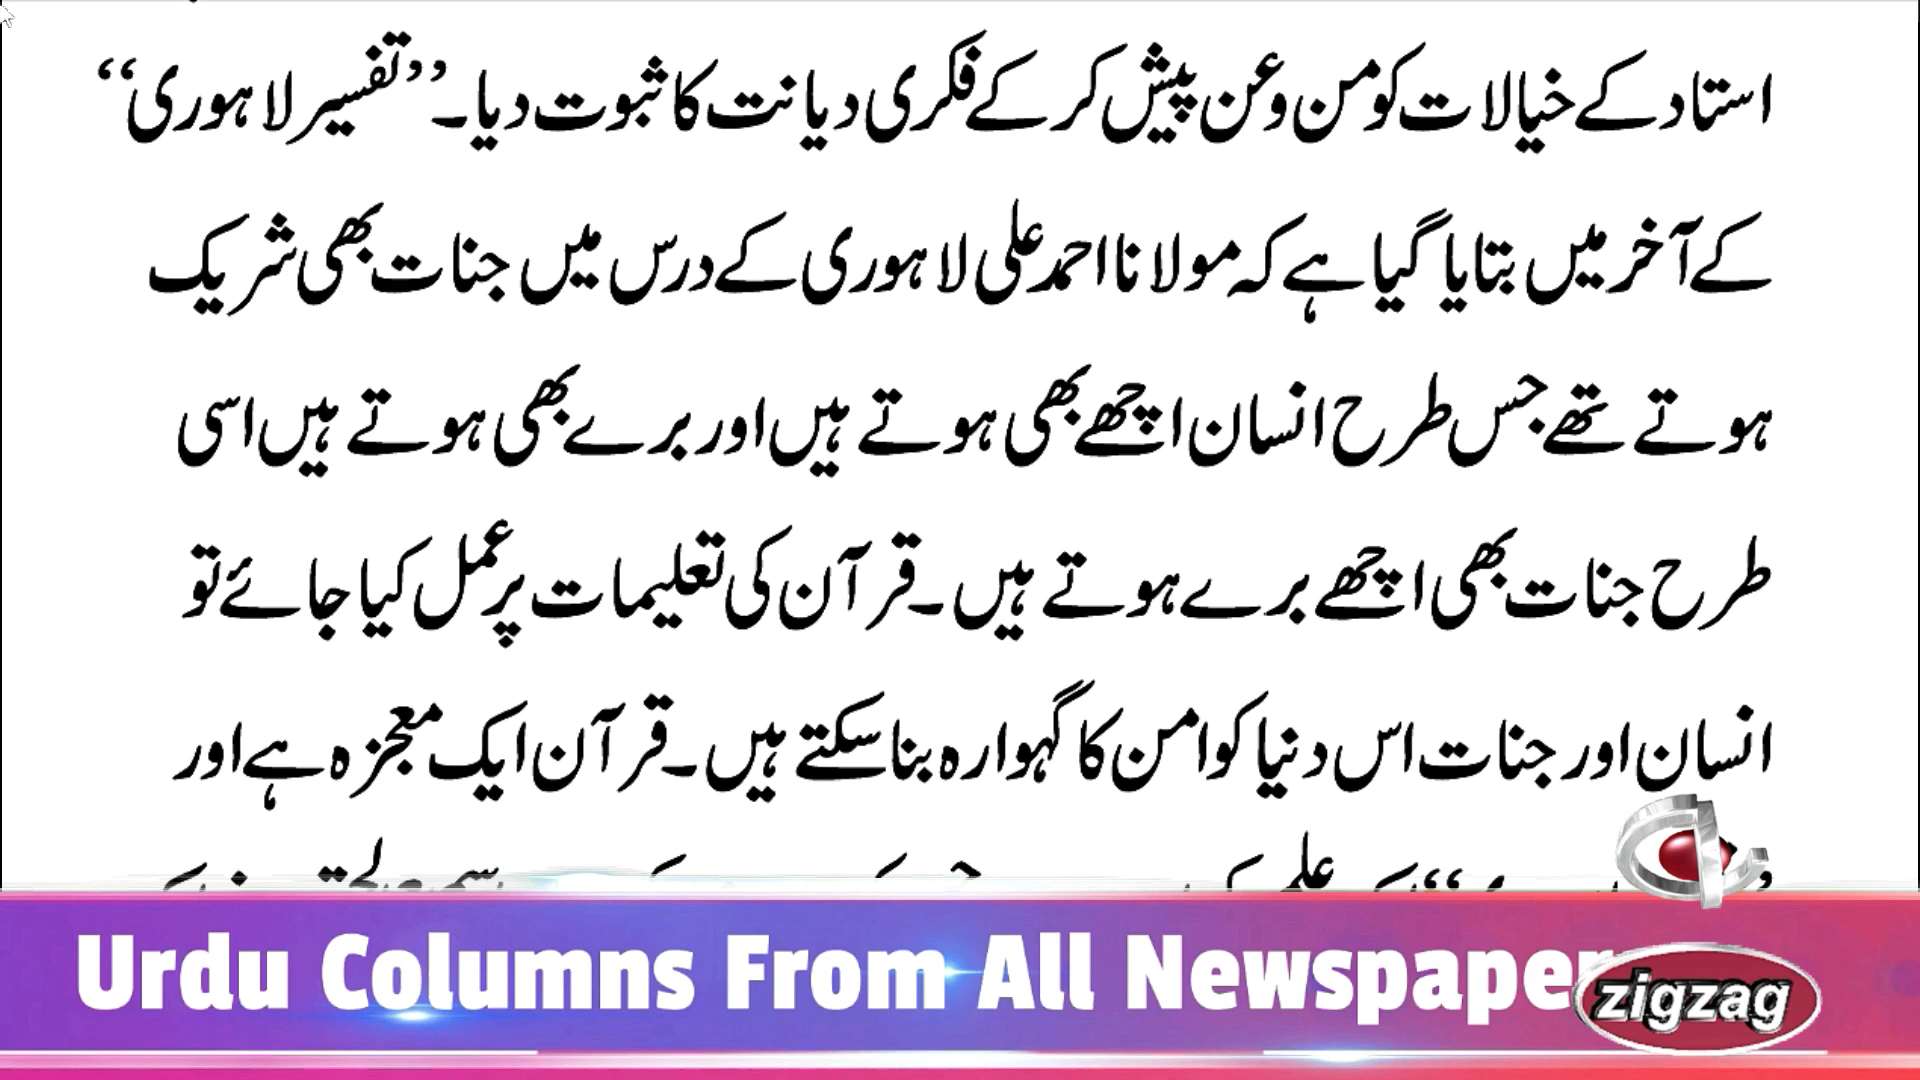 استاد کے خیالات کو من و عن پیش کر کے فکری دیانت کا ثبوت دیا۔ ’’تفسیر لاہوری‘‘
کے آخر میں بتایا گیا ہے کہ مولانا احمد علی لاہوری کے درس میں جنات بھی شریک
ہوتے تھے جس طرح انسان اچھے بھی ہوتے ہیں اور برے بھی ہوتے ہیں اسی
طرح جنات بھی اچھے برے ہوتے ہیں۔ قرآن کی تعلیمات پر عمل کیا جائے تو
انسان اور جنات اس دنیا کو امن کا گہوارہ بنا سکتے ہیں۔ قرآن ایک معجزہ ہے اور
Urdu Columns From All Newspaper
zigzag